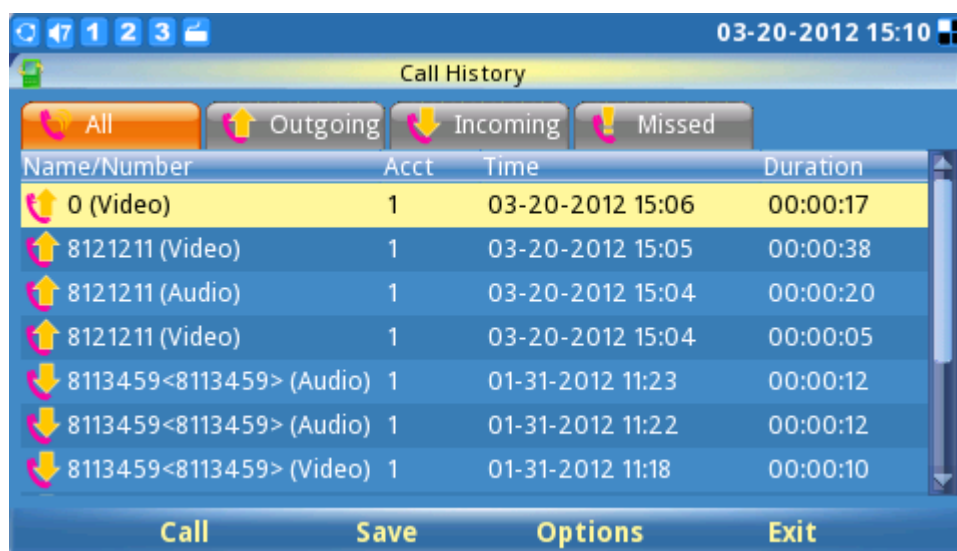 7 1 2 3 03-20-2012 15:10
Call History
All Outgoing Incoming Missed
Name/Number Acct Time Duration
0 (Video) 1 03-20-2012 15:06 00:00:17
8121211 (Video) 1 03-20-2012 15:05 00:00:38
8121211 (Audio) 1 03-20-2012 15:04 00:00:20
8121211 (Video) 1 03-20-2012 15:04 00:00:05
8113459<8113459> (Audio) 1 01-31-2012 11:23 00:00:12
8113459<8113459> (Audio) 1 01-31-2012 11:22 00:00:12
8113459<8113459> (Video) 1 01-31-2012 11:18 00:00:10
Call Save Options Exit